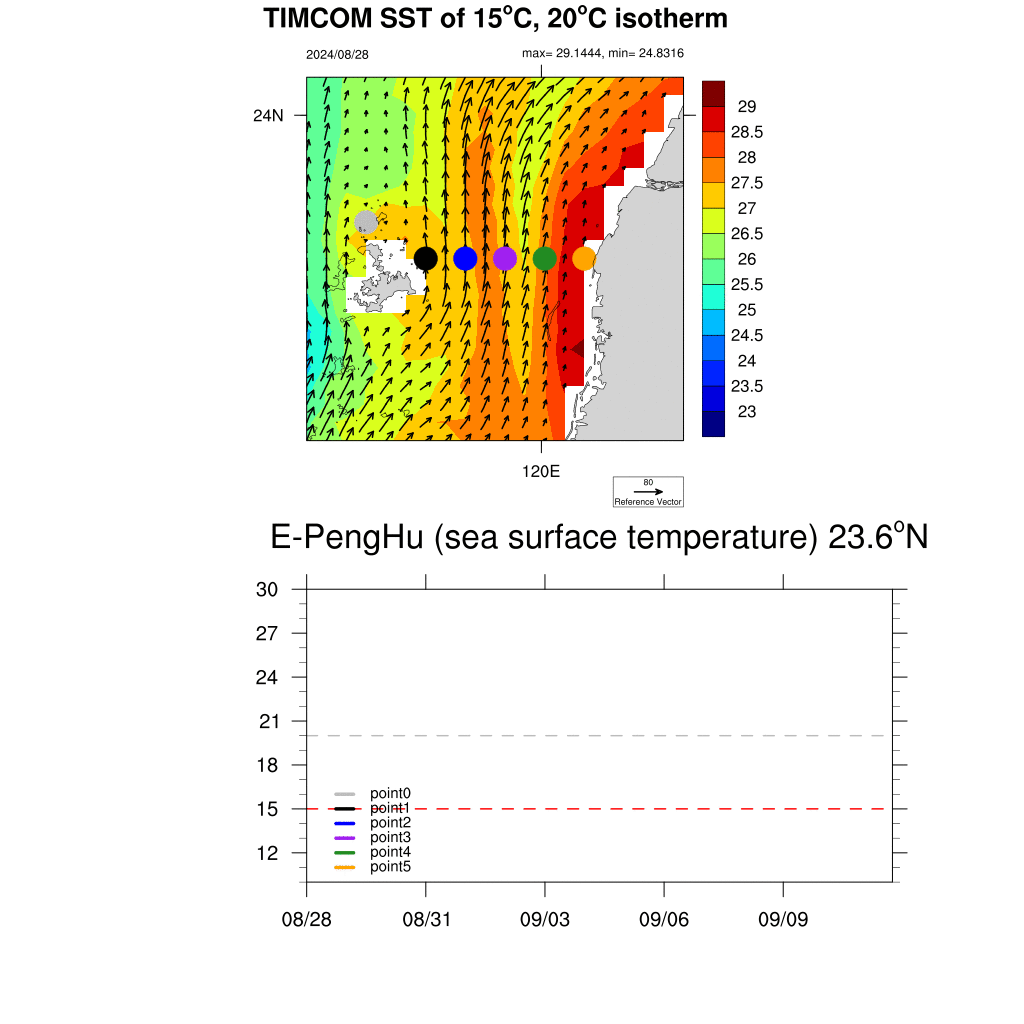 TIMCOM SST of 15°C, 20°C isotherm
2024/08/28
max= 29.1444, min= 24.8316
24N
120E
29
28.5
28
27.5
27
26.5
26
25.5
25
24.5
24
23.5
23
80
Reference Vector
E-PengHu (sea surface temperature) 23.6°N
30
27
24
21
18
15
12
point0
point1
point2
point3
point4
point5
08/28
08/31
09/03
09/06
09/09